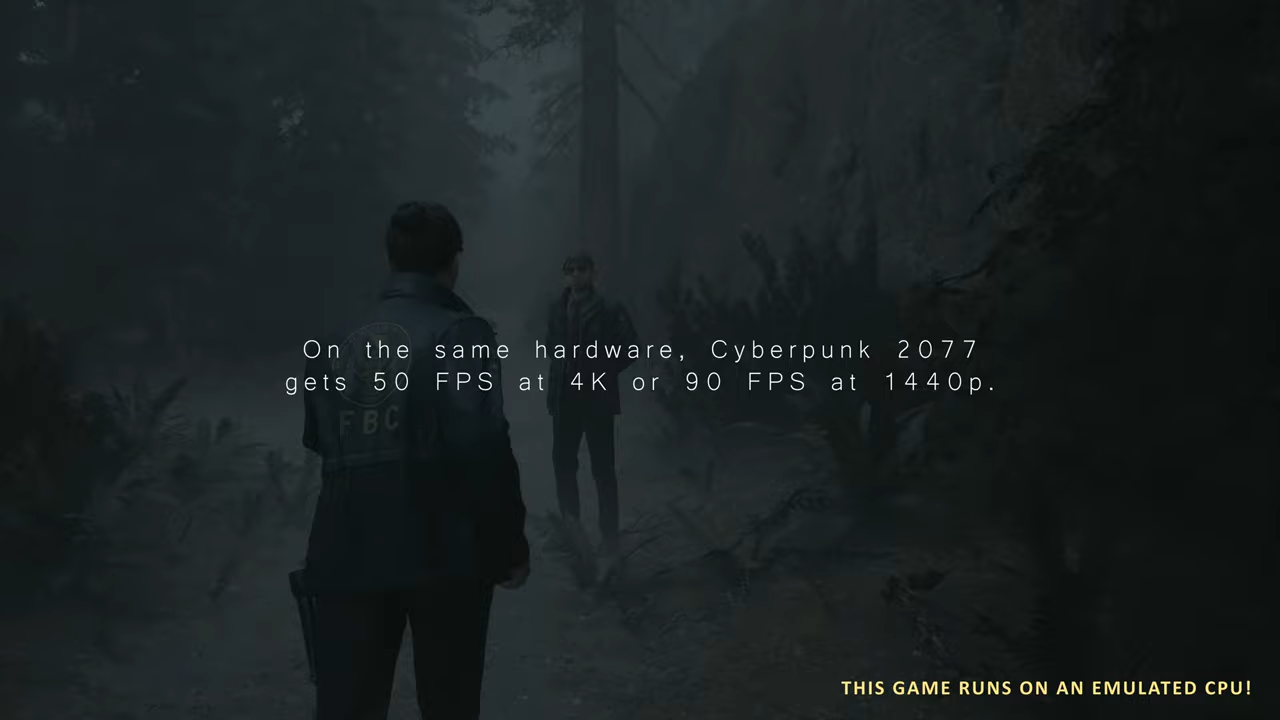 On the same hardware, Cyberpunk 2077
gets 50 FPS at 4K or 90 FPS at 1440p.
FBC
THIS GAME RUNS ON AN EMULATED CPU!